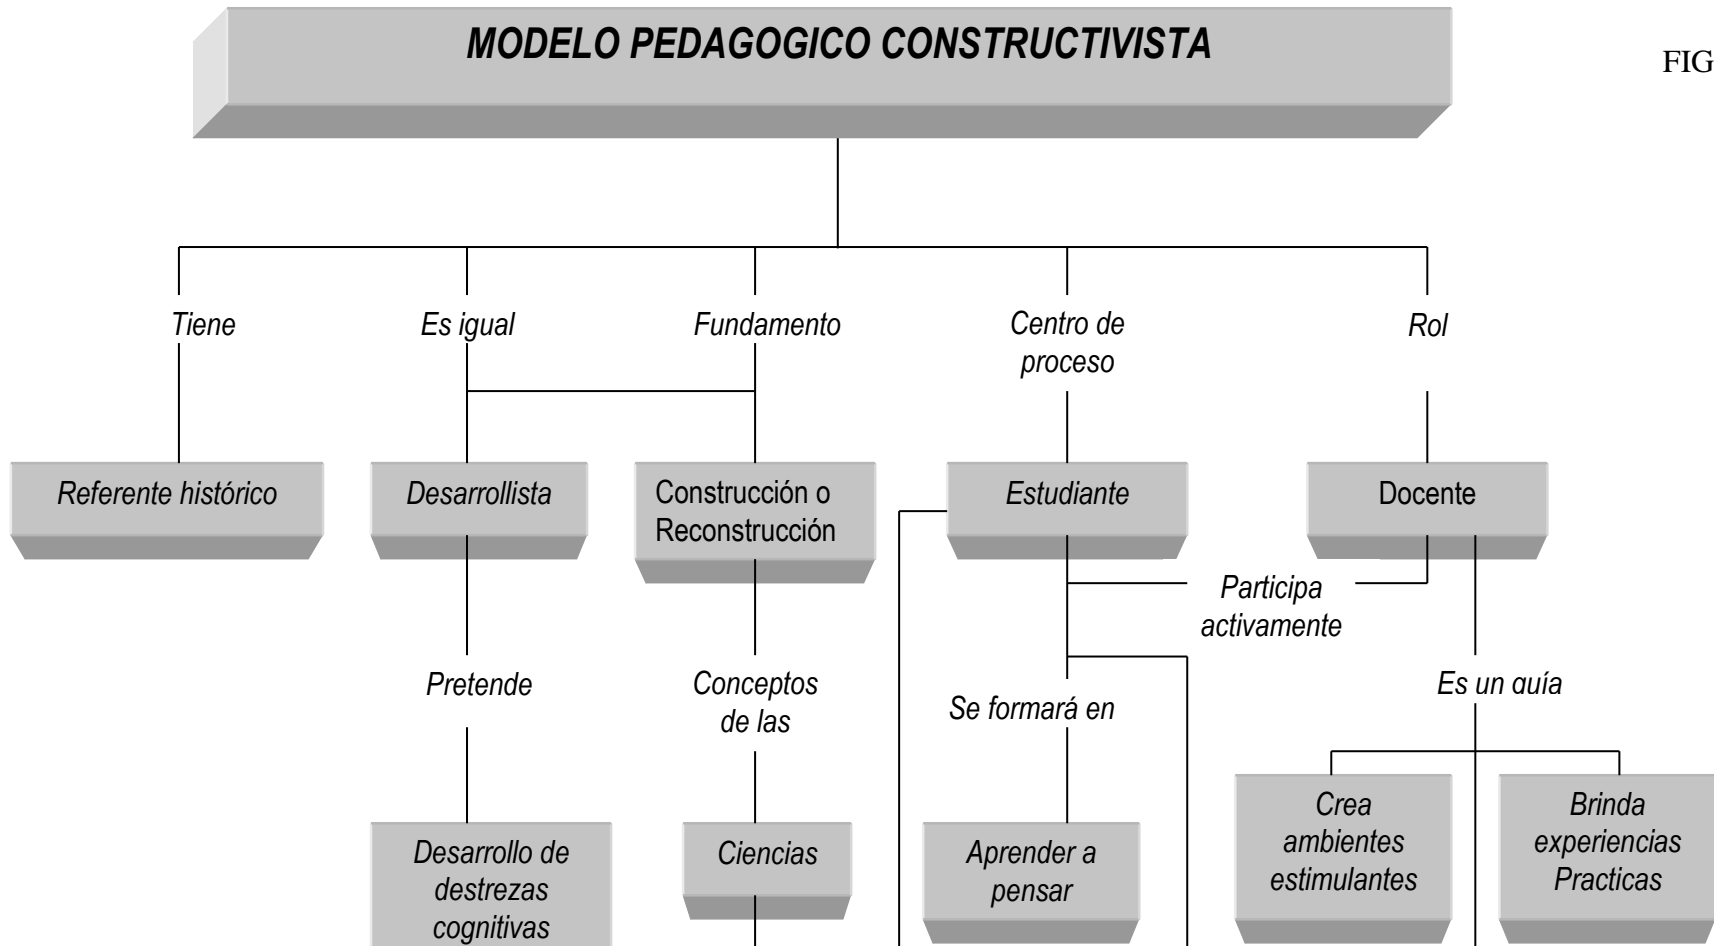 MODELO PEDAGOGICO CONSTRUCTIVISTA
FIG
Tiene
Es igual
Fundamento
Centro de
proceso
Rol
Referente histórico
Desarrollista
Construcción o
Reconstrucción
Estudiante
Docente
Participa
activamente
Pretende
Conceptos
de las
Se formará en
Es un guía
Desarrollo de
destrezas
cognitivas
Ciencias
Aprender a
pensar
Crea
ambientes
estimulantes
Brinda
experiencias
Practicas